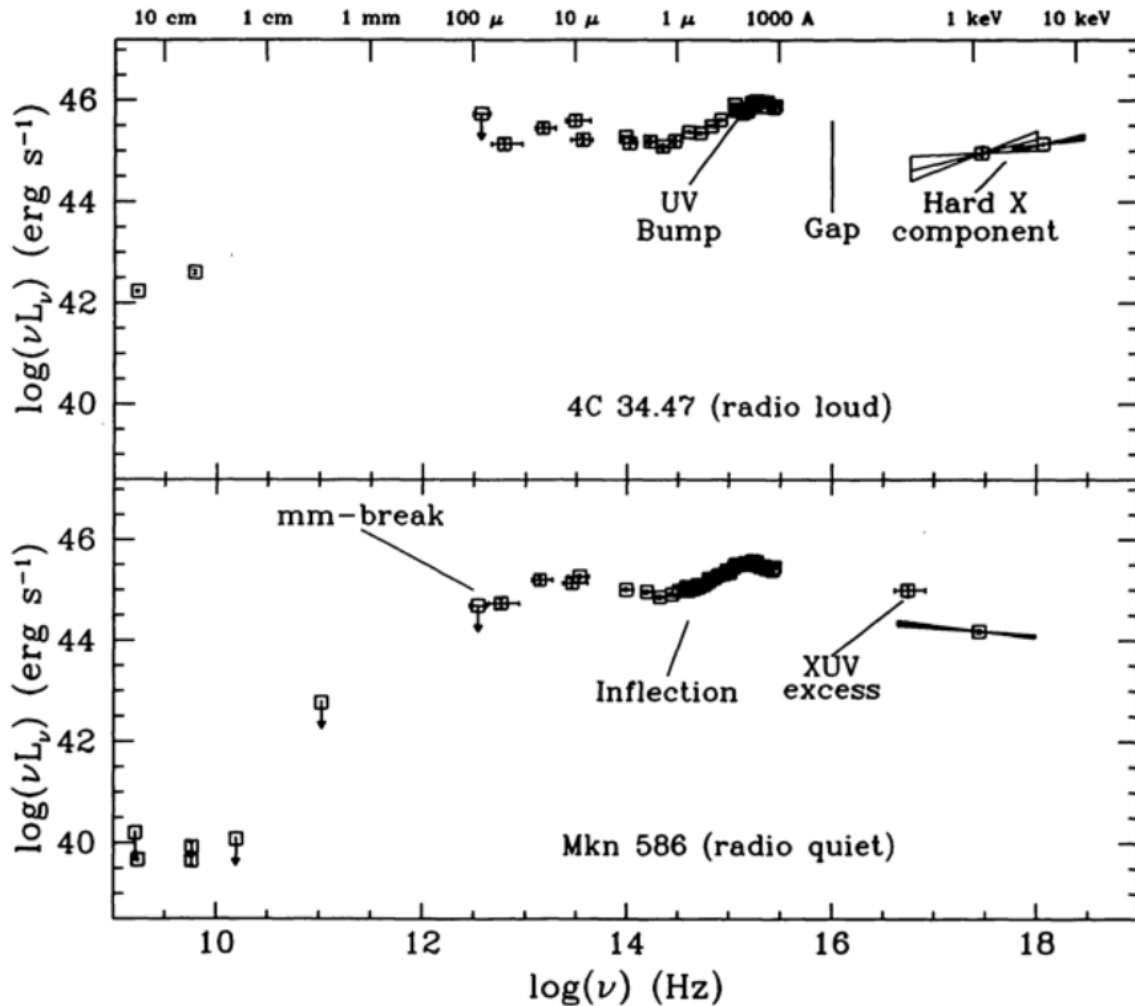 10 cm 1 cm 1 mm 100 μ 10 μ 1 μ 1000 A 1 keV 10 keV
log(νL_ν) (erg s⁻¹)
46
44
42
40
UV
Bump
Gap
Hard X
component
4C 34.47 (radio loud)
log(νL_ν) (erg s⁻¹)
46
44
42
40
mm-break
Inflection
XUV
excess
Mkn 586 (radio quiet)
10 12 14 16 18
log(ν) (Hz)